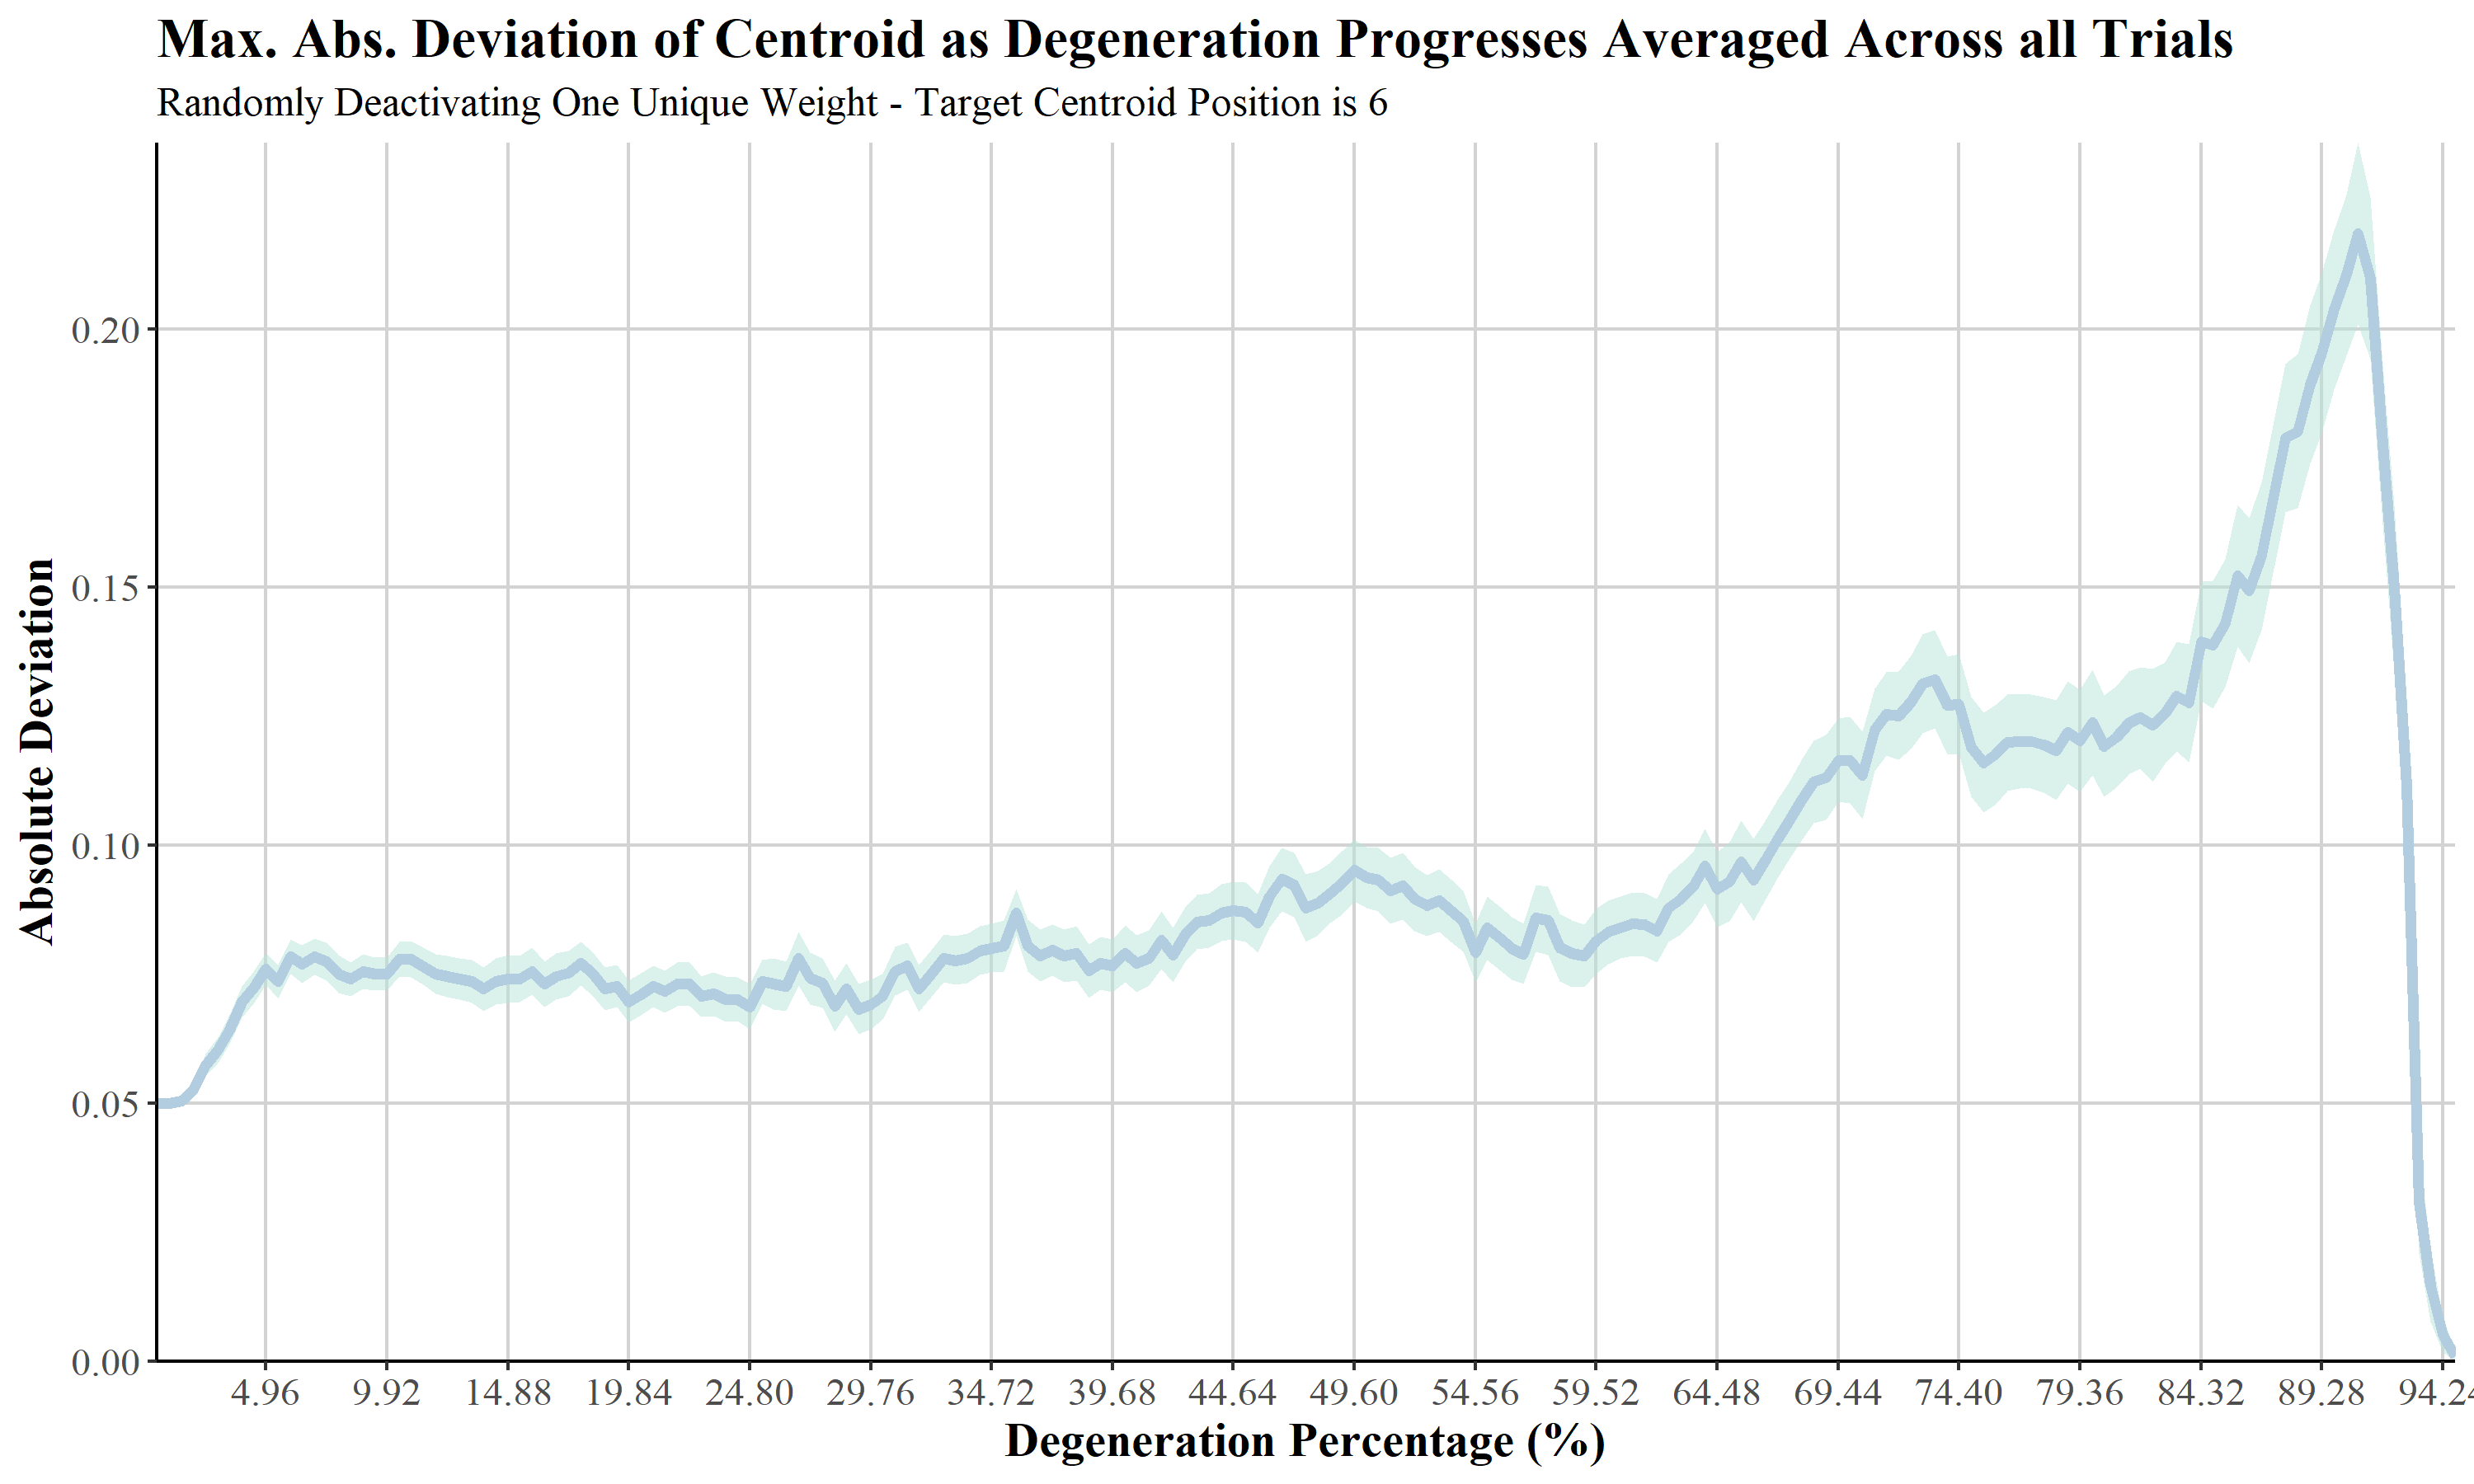 Max. Abs. Deviation of Centroid as Degeneration Progresses Averaged Across all Trials
Randomly Deactivating One Unique Weight - Target Centroid Position is 6
Absolute Deviation
0.20
0.15
0.10
0.05
0.00
4.96 9.92 14.88 19.84 24.80 29.76 34.72 39.68 44.64 49.60 54.56 59.52 64.48 69.44 74.40 79.36 84.32 89.28 94.24
Degeneration Percentage (%)